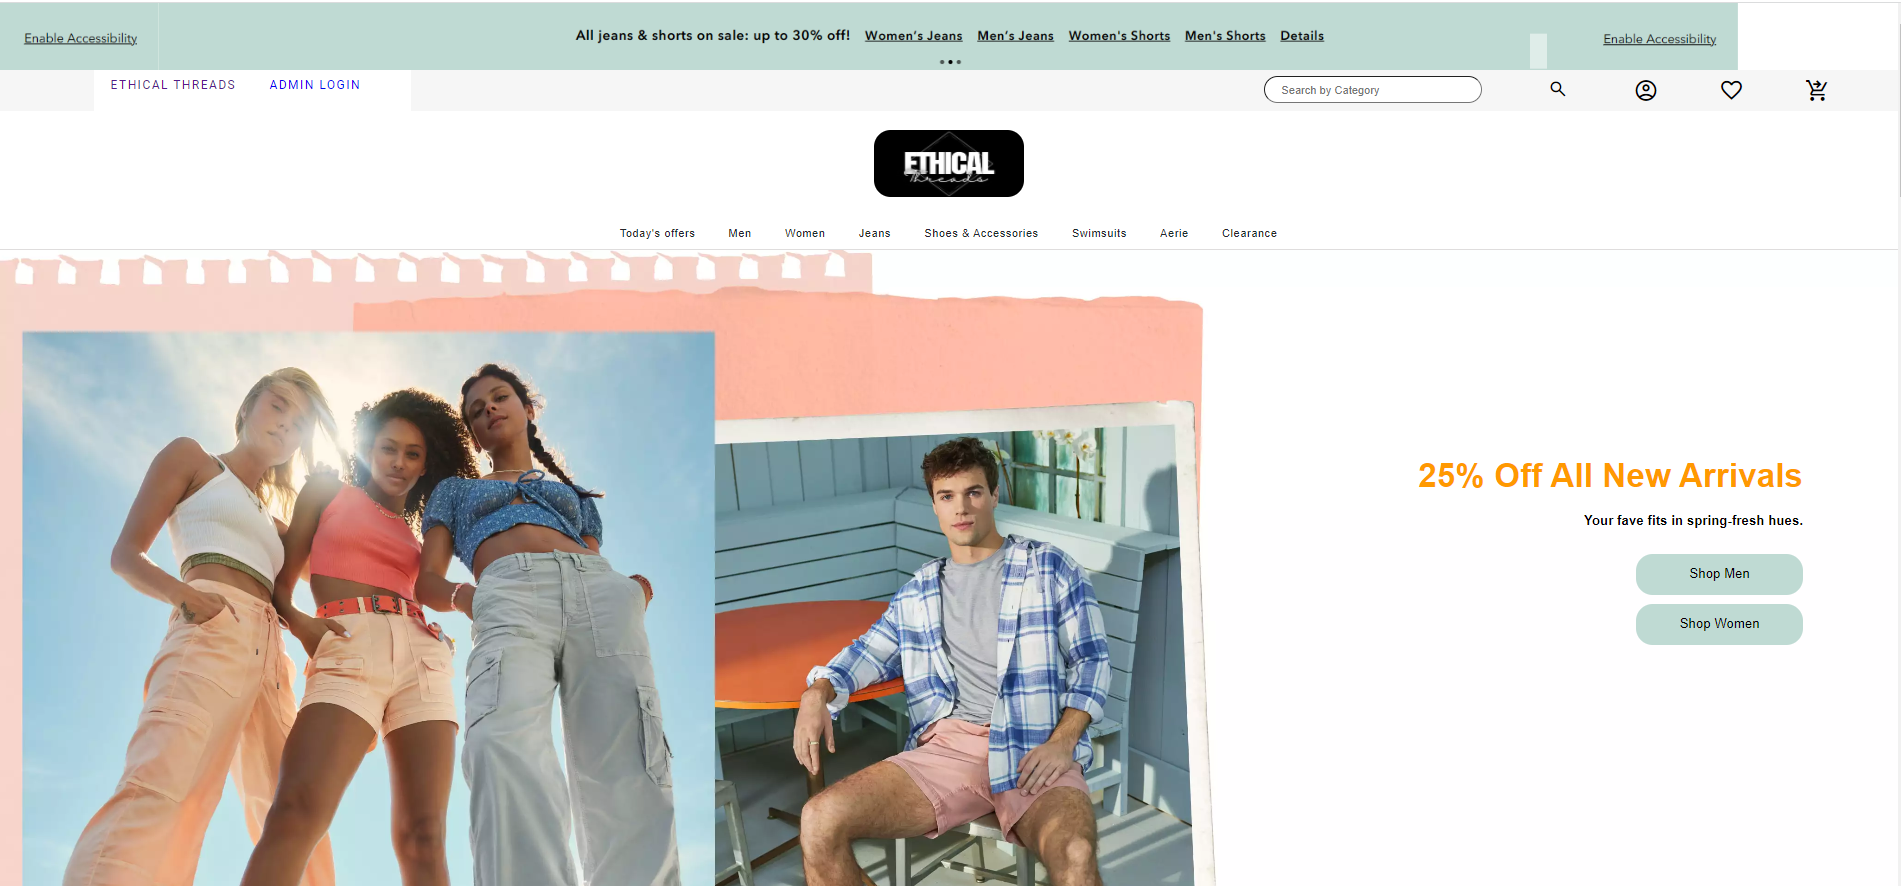 Enable Accessibility
All jeans & shorts on sale: up to 30% off! Women's Jeans Men's Jeans Women's Shorts Men's Shorts Details
Enable Accessibility
ETHICAL THREADS ADMIN LOGIN
Search by Category
ETHICAL
Threads
Today's offers Men Women Jeans Shoes & Accessories Swimsuits Aerie Clearance
25% Off All New Arrivals
Your fave fits in spring-fresh hues.
Shop Men
Shop Women